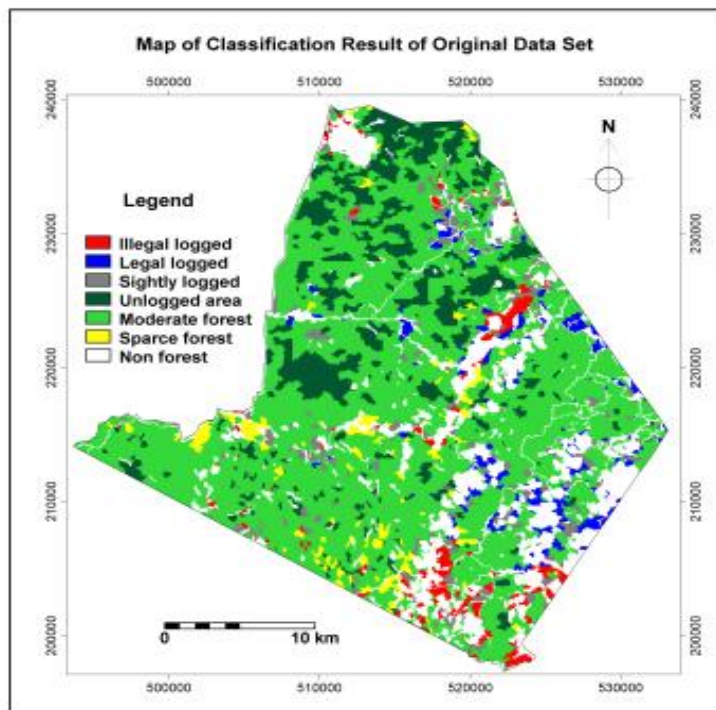 Map of Classification Result of Original Data Set
500000 510000 520000 530000
240000 240000
N
Legend
230000 230000
Illegal logged
Legal logged
Sightly logged
Unlogged area
Moderate forest
Sparce forest
Non forest
220000 220000
210000 210000
200000 200000
0 10 km
500000 510000 520000 530000